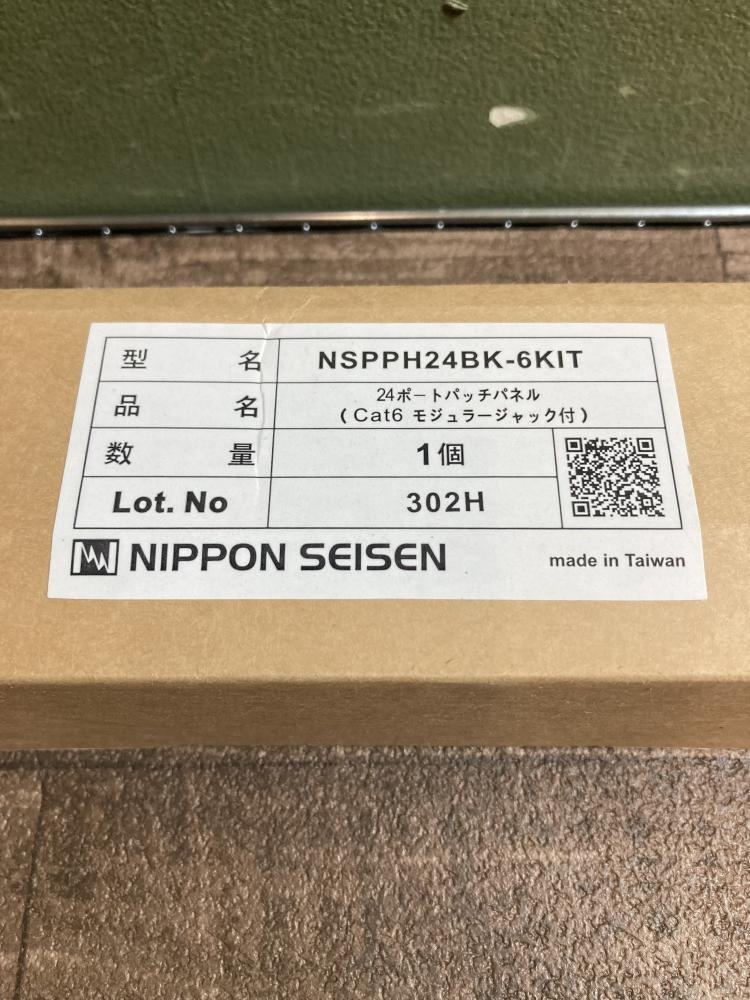 型名 NSPPH24BK-6KIT
品名 24ポートパッチパネル
(Cat6 モジュラージャック付)
数量 1個
Lot. No 302H
NIPPON SEISEN made in Taiwan